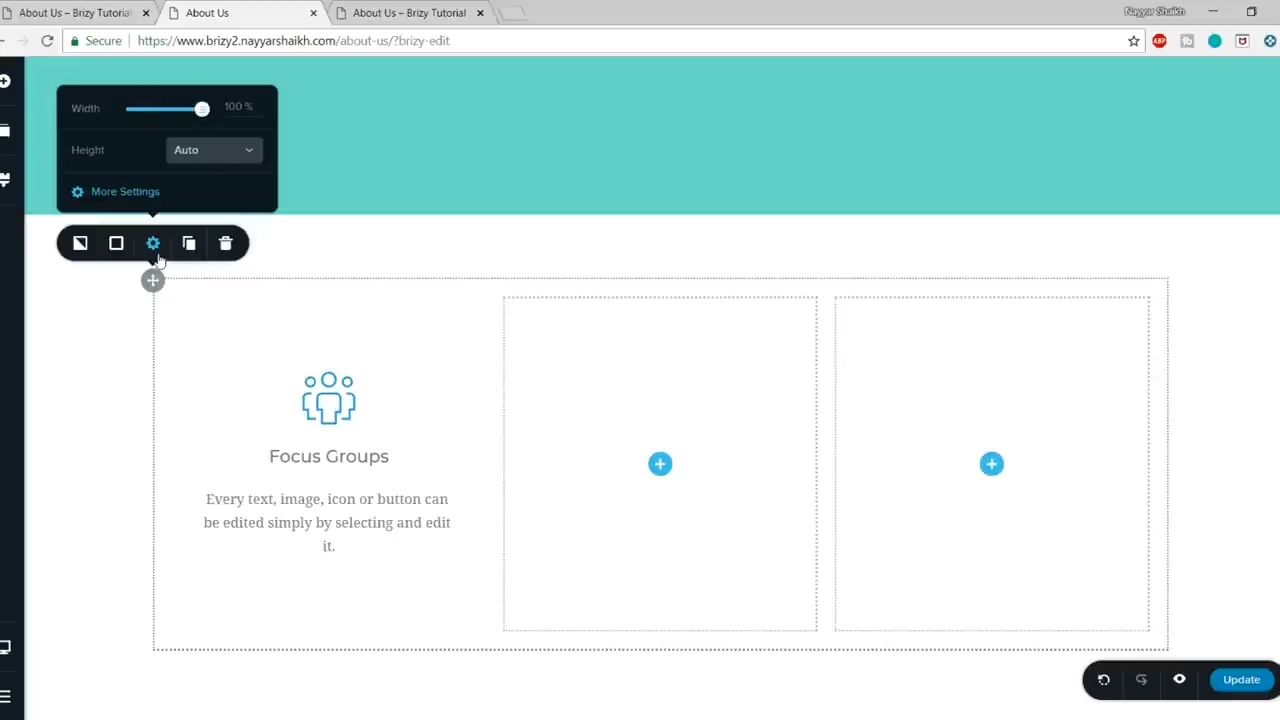 About Us – Brizy Tutorial
About Us
About Us – Brizy Tutorial
Nayyar Shaikh
Secure
https://www.brizy2.nayyarshaikh.com/about-us/?brizy-edit
ABP
Width
100 %
Height
Auto
More Settings
Focus Groups
Every text, image, icon or button can
be edited simply by selecting and edit
it.
Update